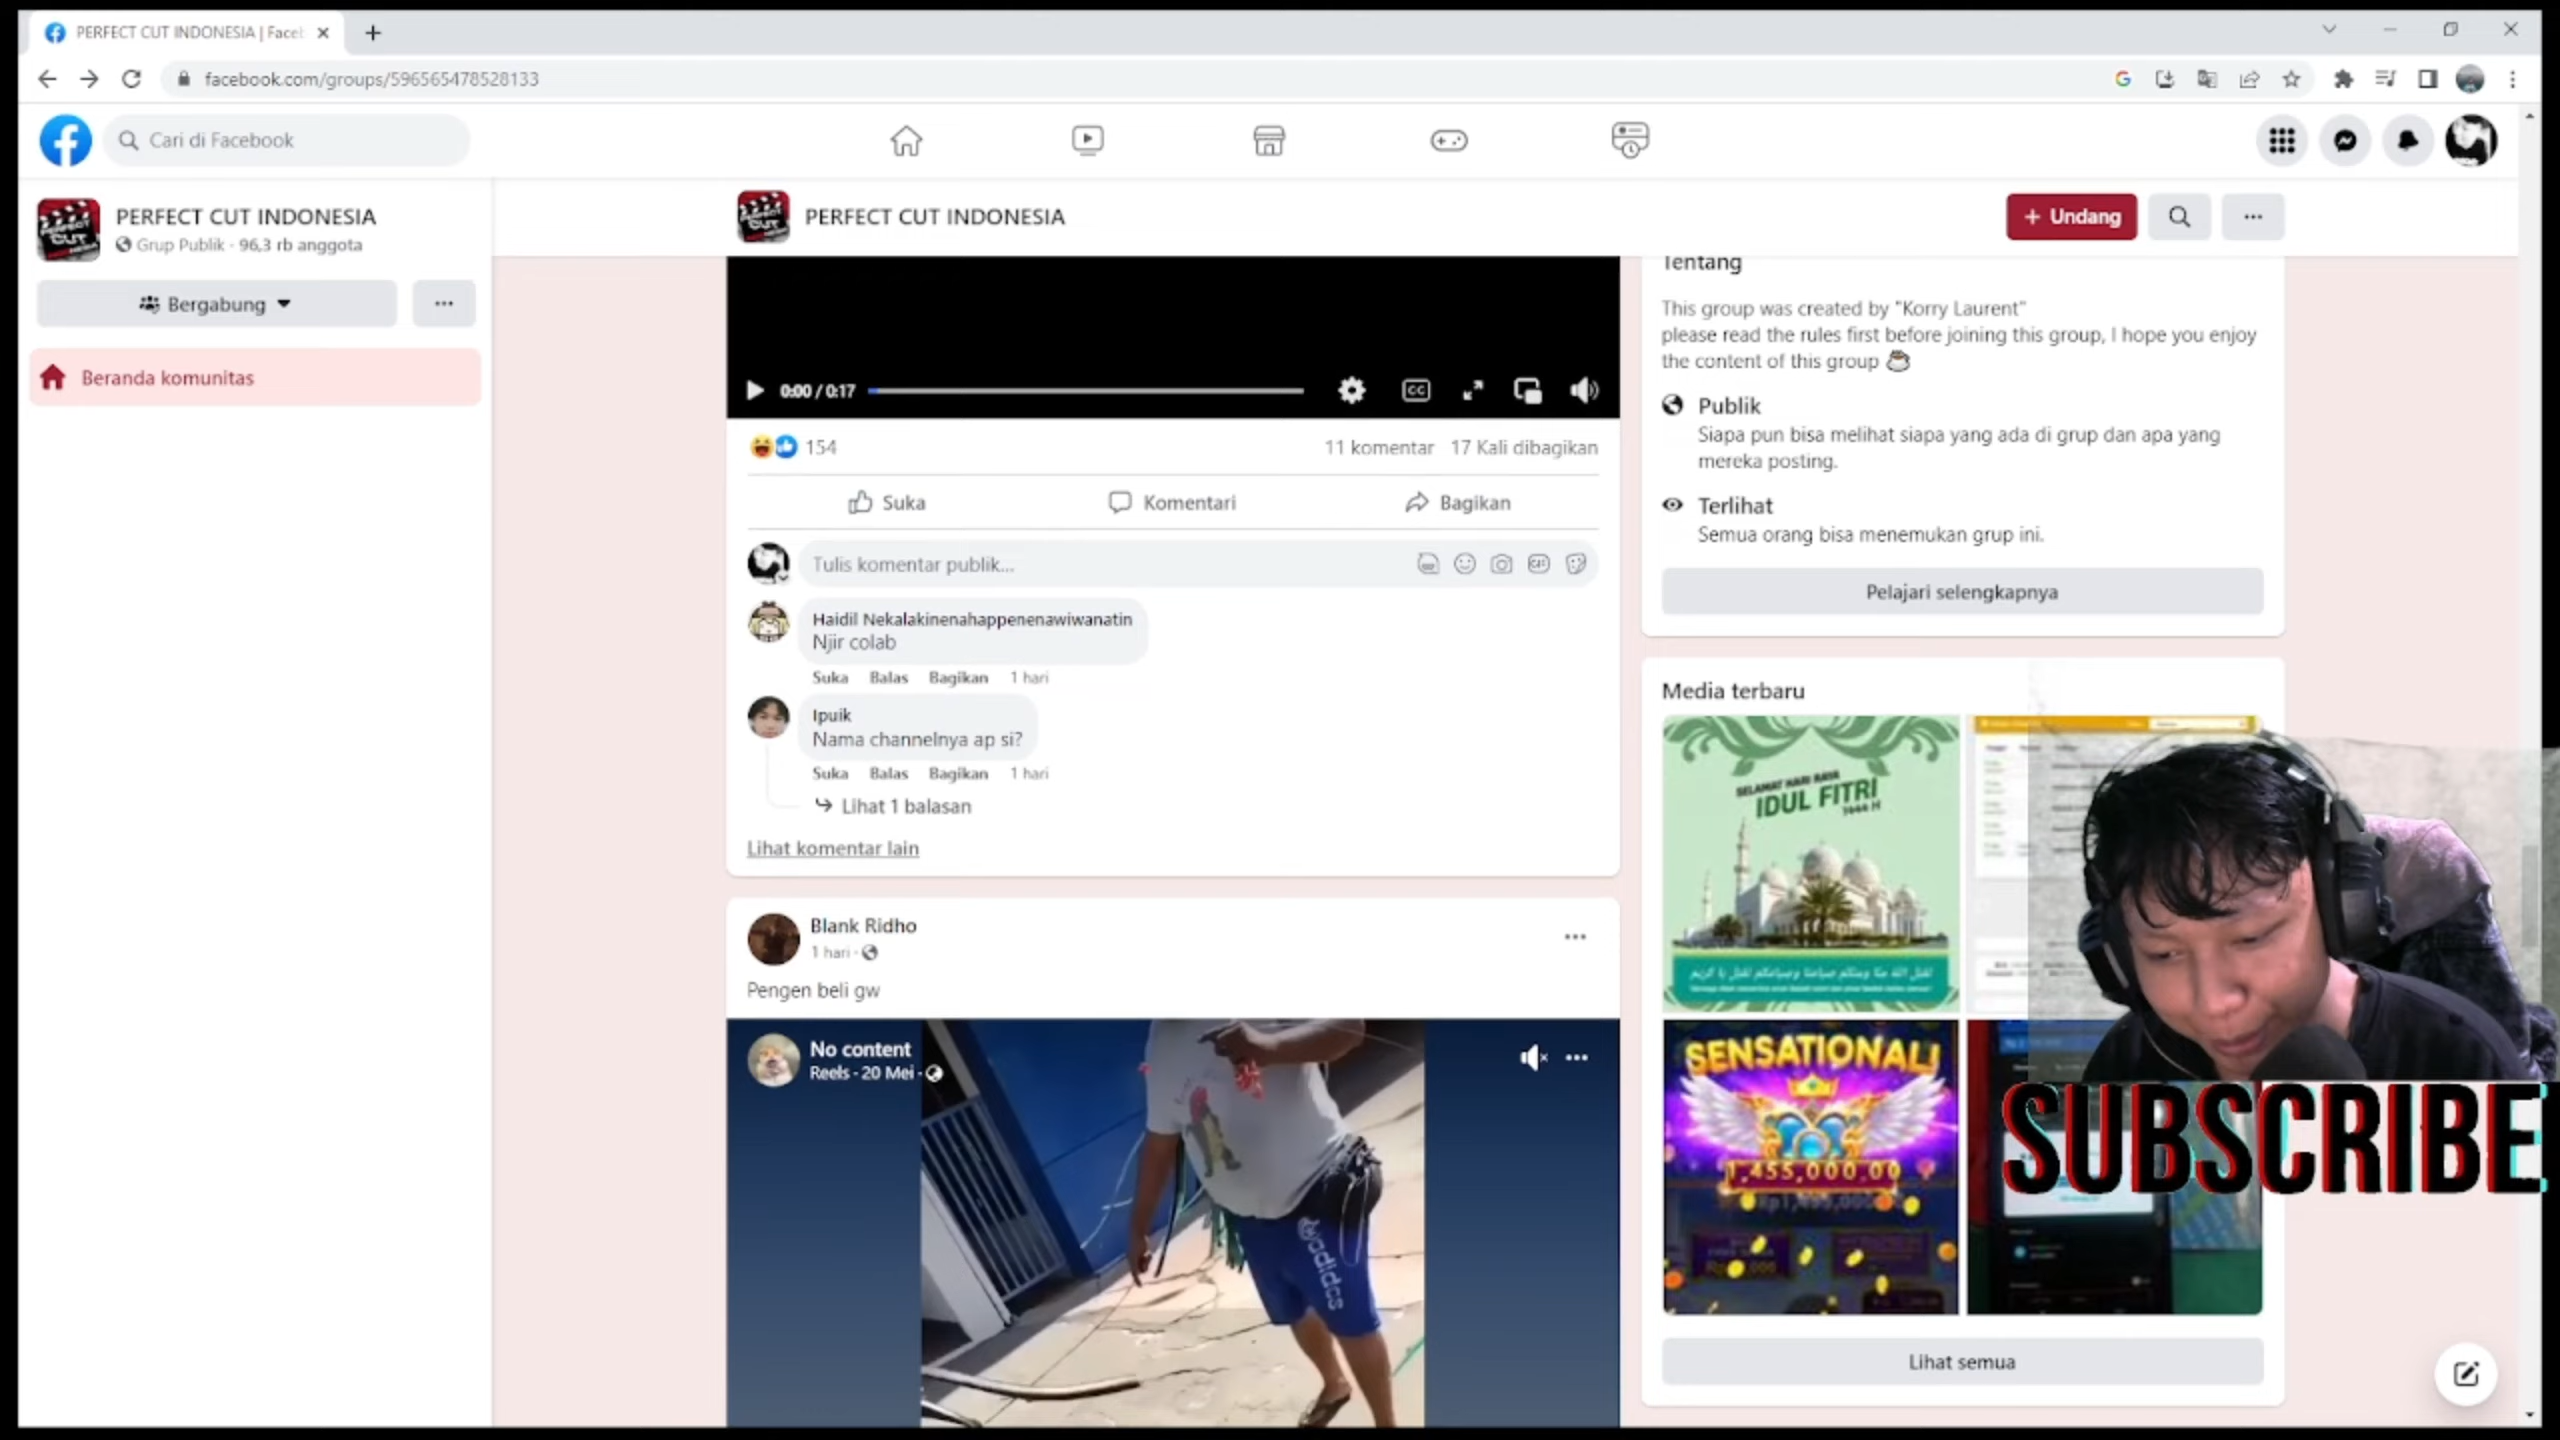 PERFECT CUT INDONESIA | Faceb
facebook.com/groups/596565478528133
Cari di Facebook
PERFECT CUT INDONESIA
Grup Publik · 96,3 rb anggota
Bergabung
Beranda komunitas
PERFECT CUT INDONESIA
+ Undang
0:00 / 0:17
CC
154
11 komentar 17 Kali dibagikan
Suka
Komentari
Bagikan
Tulis komentar publik...
Haidil Nekalakinenahappenenawiwanatin
Njir colab
Suka Balas Bagikan 1 hari
Ipuik
Nama channelnya ap si?
Suka Balas Bagikan 1 hari
Lihat 1 balasan
Lihat komentar lain
Blank Ridho
1 hari ·
Pengen beli gw
No content
Reels · 20 Mei ·
adidas
Tentang
This group was created by "Korry Laurent"
please read the rules first before joining this group, I hope you enjoy
the content of this group
Publik
Siapa pun bisa melihat siapa yang ada di grup dan apa yang
mereka posting.
Terlihat
Semua orang bisa menemukan grup ini.
Pelajari selengkapnya
Media terbaru
SELAMAT HARI RAYA
IDUL FITRI
1444 H
SENSATIONAL!
1,455,000.00
SUBSCRIBE
Lihat semua